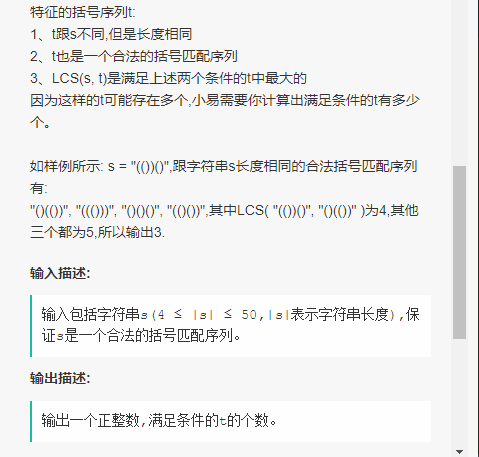 特征的括号序列t:
1、t跟s不同,但是长度相同
2、t也是一个合法的括号匹配序列
3、LCS(s, t)是满足上述两个条件的t中最大的
因为这样的t可能存在多个,小易需要你计算出满足条件的t有多少
个。
如样例所示: s = "(())()",跟字符串s长度相同的合法括号匹配序列
有:
"()(())", "((()))", "()()()", "(()())",其中LCS( "(())()", "()(())" )为4,其他
三个都为5,所以输出3.
输入描述:
输入包括字符串s(4 ≤ |s| ≤ 50,|s|表示字符串长度),保
证s是一个合法的括号匹配序列。
输出描述:
输出一个正整数,满足条件的t的个数。